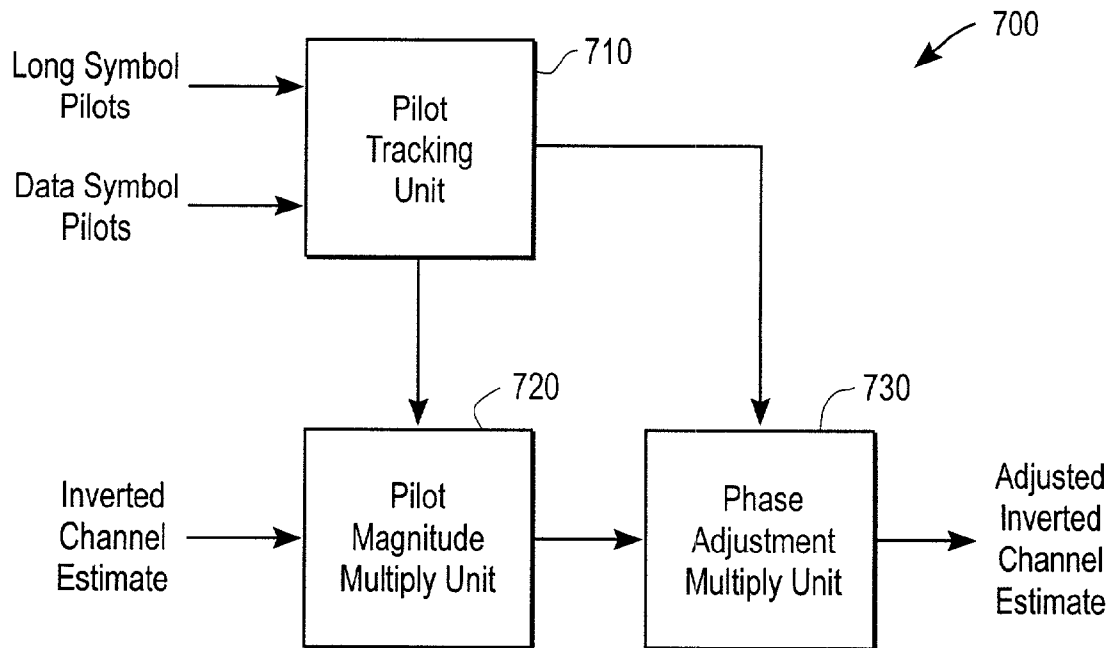 700
710
Long Symbol
Pilots
Data Symbol
Pilots
Pilot
Tracking
Unit
720
730
Inverted
Channel
Estimate
Pilot
Magnitude
Multiply Unit
Phase
Adjustment
Multiply Unit
Adjusted
Inverted
Channel
Estimate